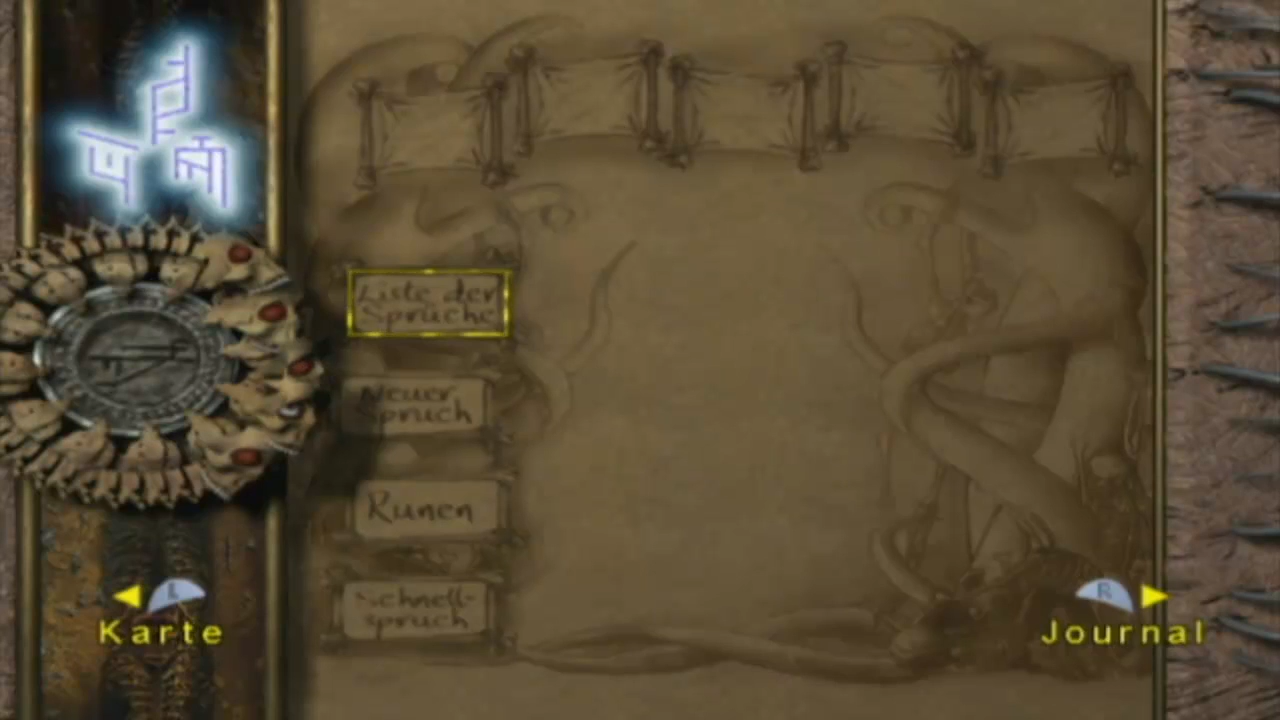 Liste der
Sprüche
Neuer
Spruch
Runen
Schnell-
spruch
L
Karte
R
Journal